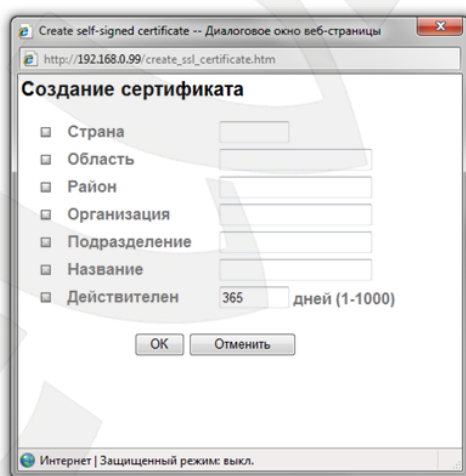 Create self-signed certificate -- Диалоговое окно веб-страницы
http://192.168.0.99/create_ssl_certificate.htm
Создание сертификата
Страна
Область
Район
Организация
Подразделение
Название
Действителен 365 дней (1-1000)
OK Отменить
Интернет | Защищенный режим: выкл.